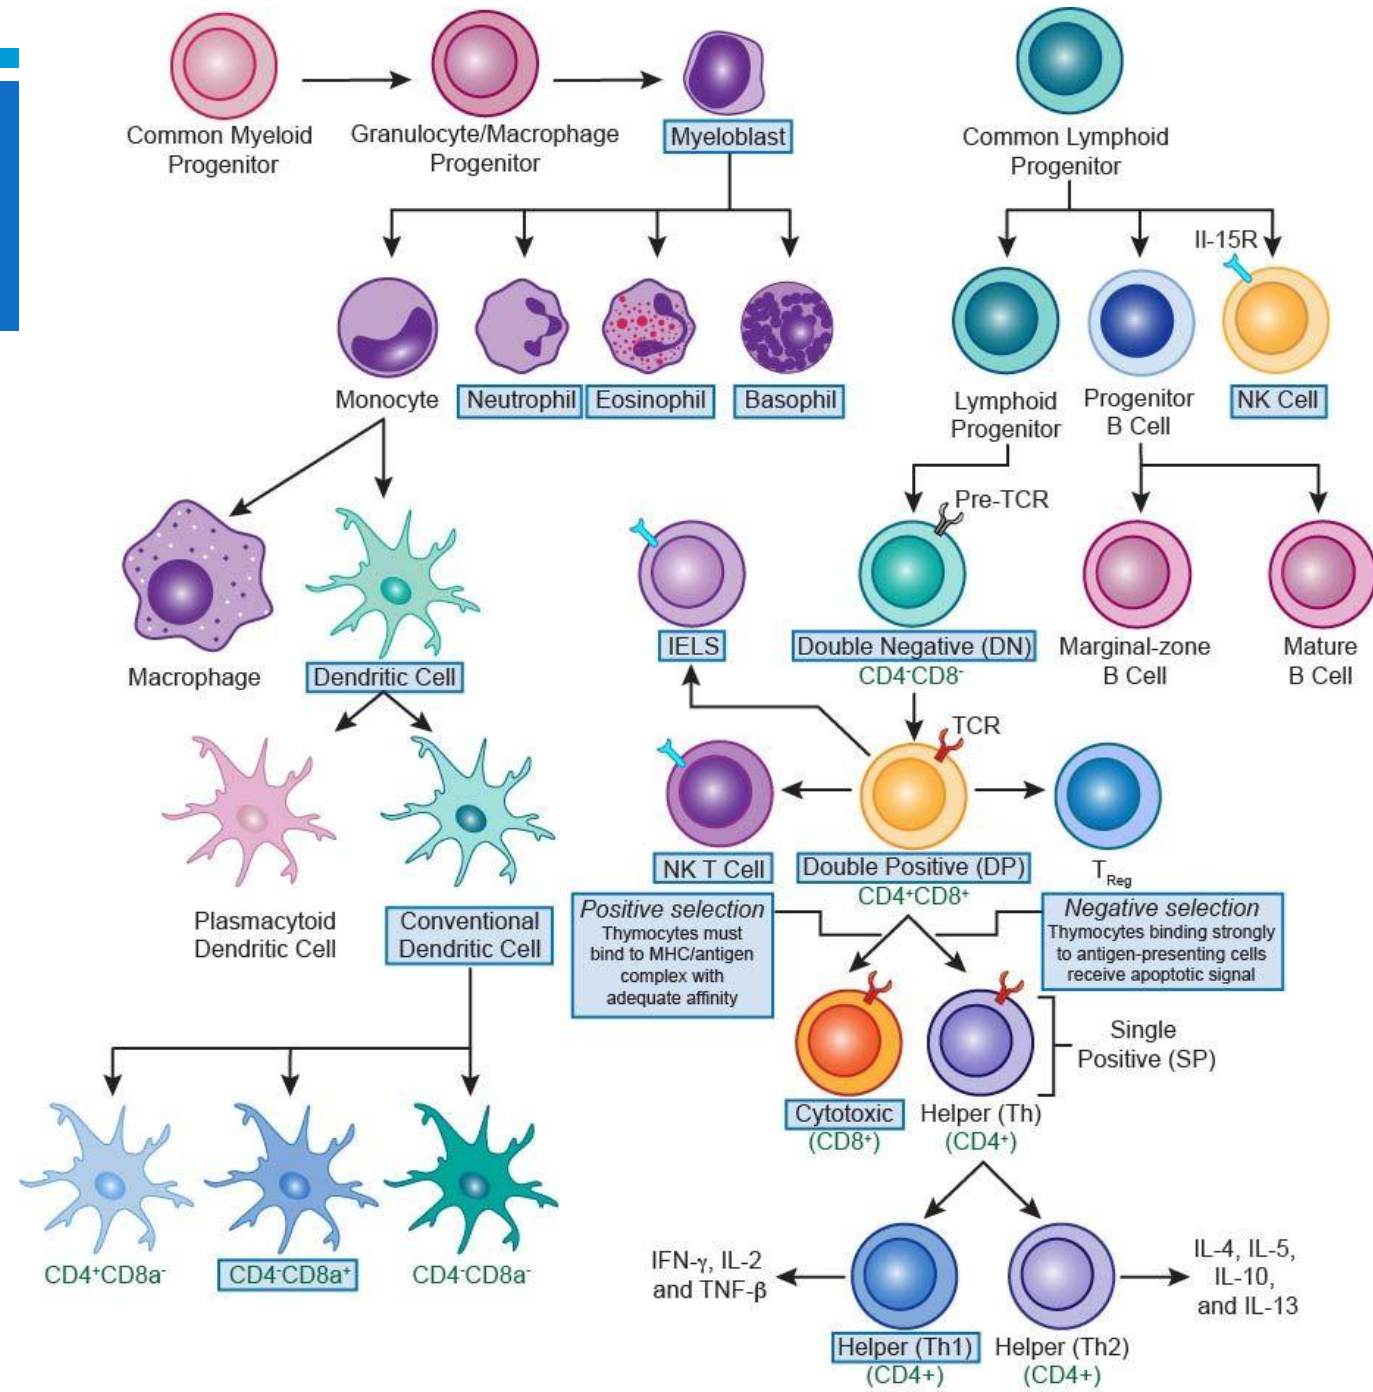 Common Myeloid
Progenitor
Granulocyte/Macrophage
Progenitor
Myeloblast
Common Lymphoid
Progenitor
Il-15R
Monocyte
Neutrophil
Eosinophil
Basophil
Lymphoid
Progenitor
Progenitor
B Cell
NK Cell
Pre-TCR
Macrophage
Dendritic Cell
IELS
Double Negative (DN)
CD4⁻CD8⁻
Marginal-zone
B Cell
Mature
B Cell
TCR
Plasmacytoid
Dendritic Cell
Conventional
Dendritic Cell
NK T Cell
Double Positive (DP)
CD4⁺CD8⁺
T_Reg
Positive selection
Thymocytes must
bind to MHC/antigen
complex with
adequate affinity
Negative selection
Thymocytes binding strongly
to antigen-presenting cells
receive apoptotic signal
Single
Positive (SP)
Cytotoxic
(CD8⁺)
Helper (Th)
(CD4⁺)
CD4⁺CD8a⁻
CD4⁻CD8a⁺
CD4⁻CD8a⁻
IFN-γ, IL-2
and TNF-β
IL-4, IL-5,
IL-10,
and IL-13
Helper (Th1)
(CD4+)
Helper (Th2)
(CD4+)